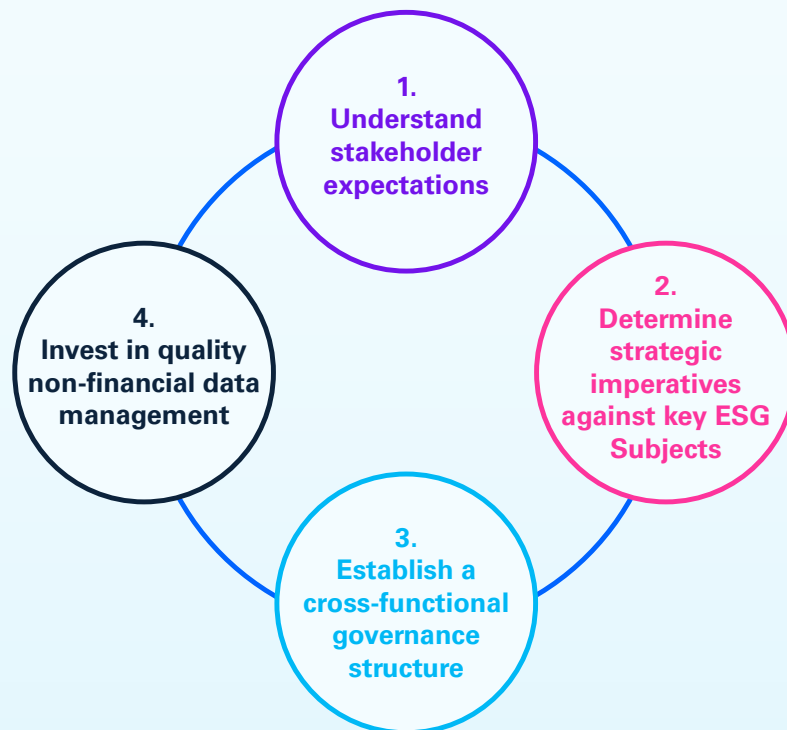 1.
Understand
stakeholder
expectations
2.
Determine
strategic
imperatives
against key ESG
Subjects
3.
Establish a
cross-functional
governance
structure
4.
Invest in quality
non-financial data
management